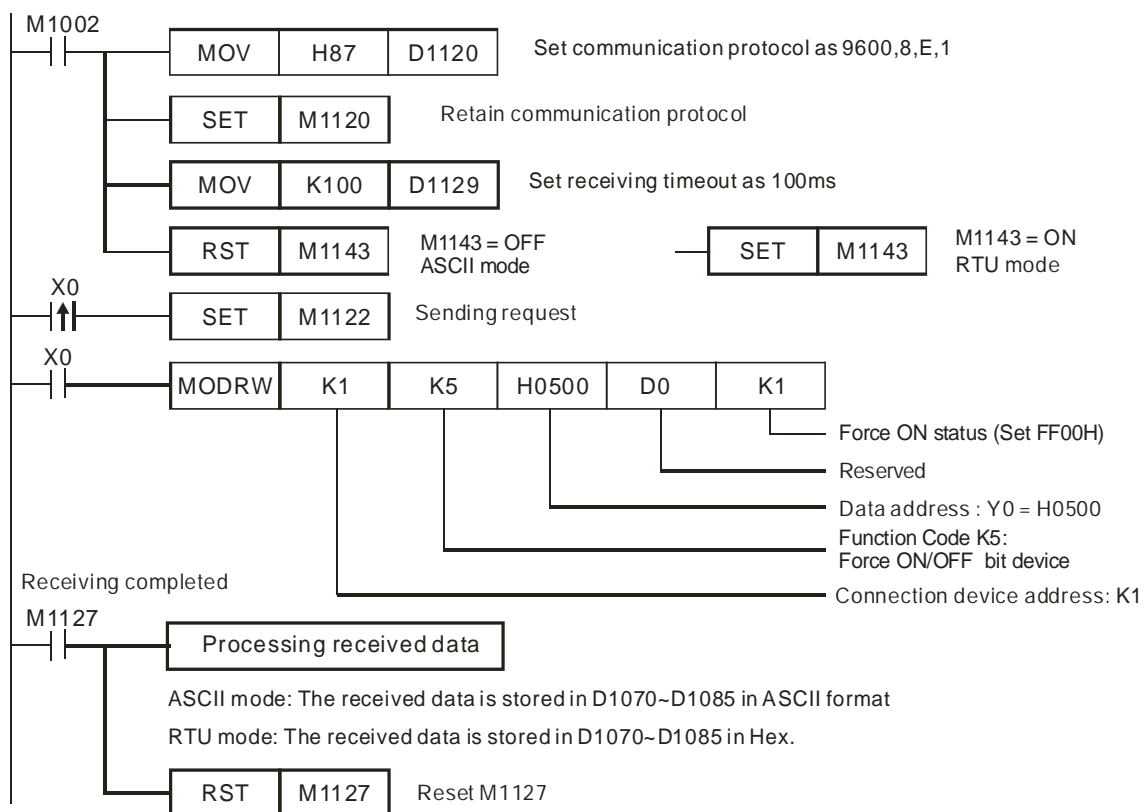 M1002
MOV H87 D1120 Set communication protocol as 9600,8,E,1
SET M1120 Retain communication protocol
MOV K100 D1129 Set receiving timeout as 100ms
RST M1143 M1143 = OFF
ASCII mode
SET M1143 M1143 = ON
RTU mode
X0
SET M1122 Sending request
X0
MODRW K1 K5 H0500 D0 K1
Force ON status (Set FF00H)
Reserved
Data address : Y0 = H0500
Function Code K5:
Force ON/OFF bit device
Connection device address: K1
Receiving completed
M1127
Processing received data
ASCII mode: The received data is stored in D1070~D1085 in ASCII format
RTU mode: The received data is stored in D1070~D1085 in Hex.
RST M1127 Reset M1127